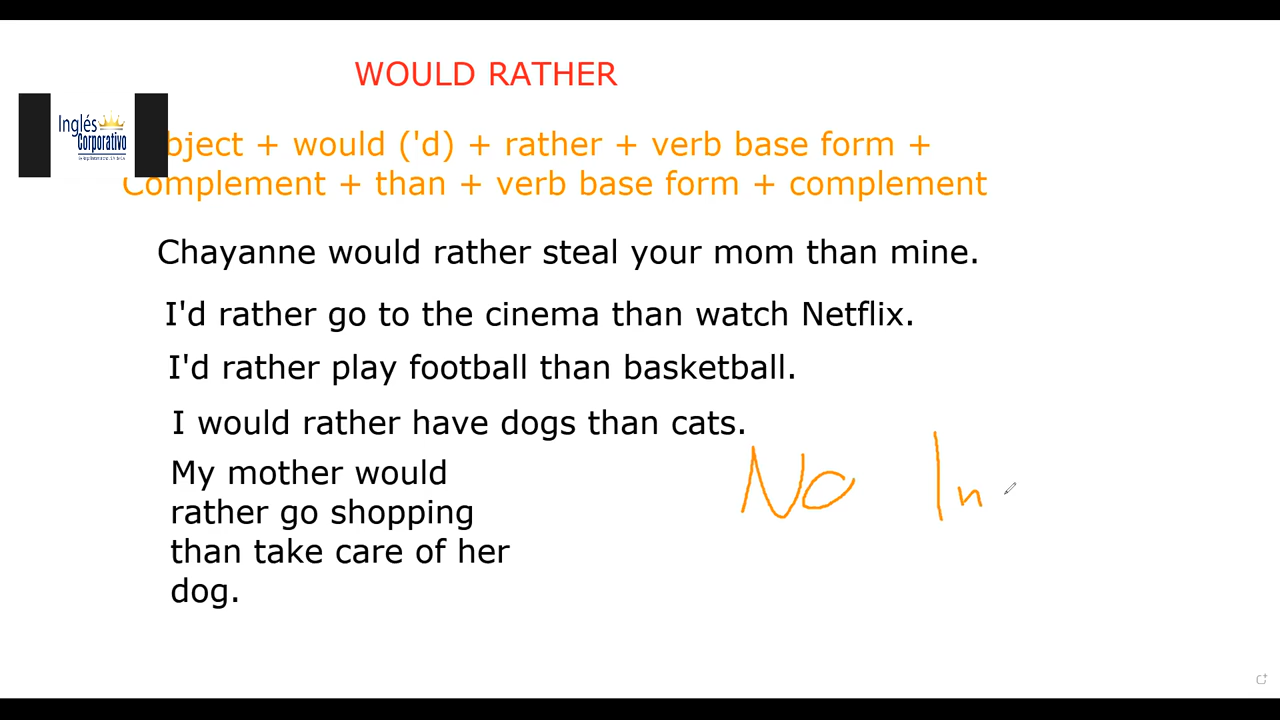 WOULD RATHER
Inglés
Corporativo
bject + would ('d) + rather + verb base form +
Complement + than + verb base form + complement
Chayanne would rather steal your mom than mine.
I'd rather go to the cinema than watch Netflix.
I'd rather play football than basketball.
I would rather have dogs than cats.
My mother would
rather go shopping
than take care of her
dog.
No In